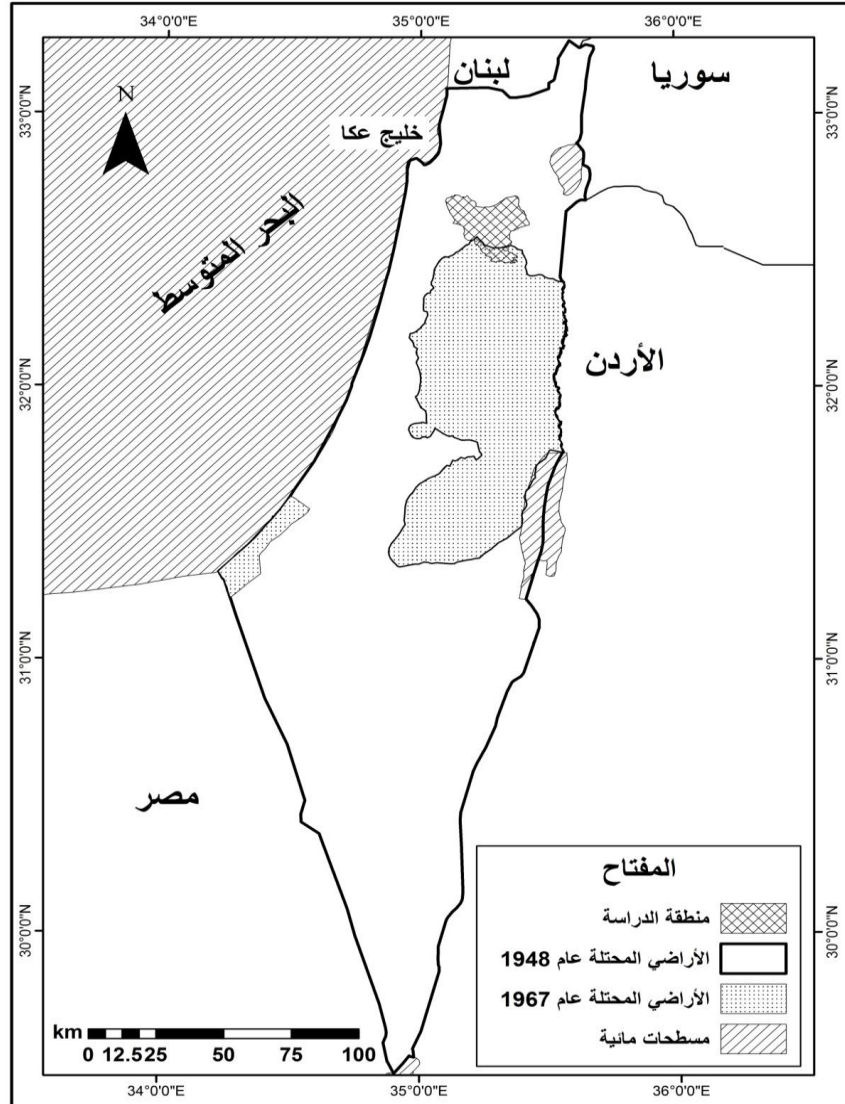 34°0'0"E 35°0'0"E 36°0'0"E
33°0'0"N
33°0'0"N
32°0'0"N
32°0'0"N
31°0'0"N
31°0'0"N
30°0'0"N
30°0'0"N
N
لبنان
سوريا
خليج عكا
البحر المتوسط
الأردن
مصر
المفتاح
منطقة الدراسة
الأراضي المحتلة عام 1948
الأراضي المحتلة عام 1967
مسطحات مائية
km
0 12.525 50 75 100
34°0'0"E 35°0'0"E 36°0'0"E